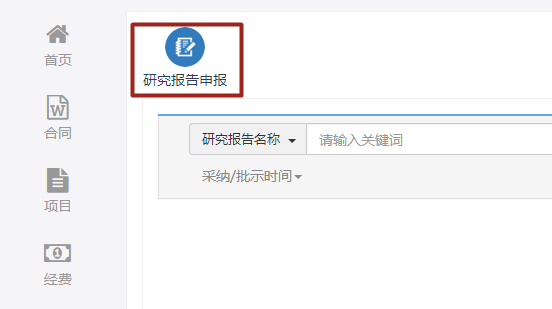 首页
合同
项目
经费
研究报告申报
研究报告名称 请输入关键词
采纳/批示时间